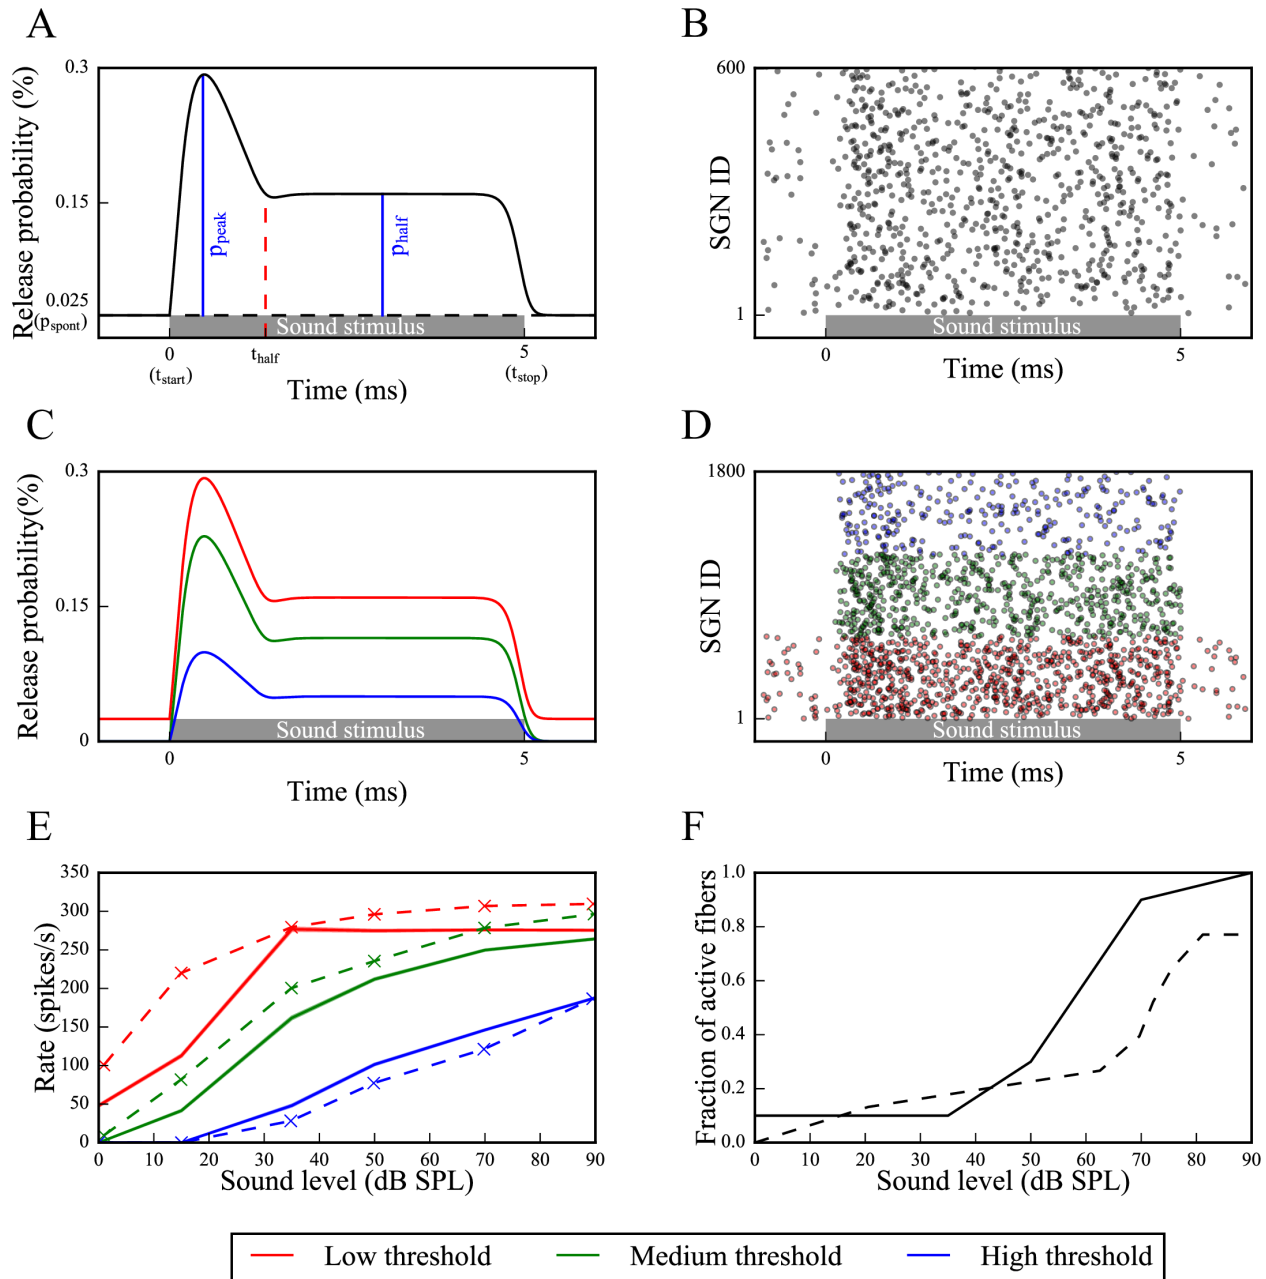 A
0.3
0.15
0.025
(pspont)
Release probability (%)
ppeak
phalf
Sound stimulus
0
(tstart)
thalf
5
(tstop)
Time (ms)
B
600
1
SGN ID
Sound stimulus
0
5
Time (ms)
C
0.3
0.15
0
Release probability(%)
Sound stimulus
0
5
Time (ms)
D
1800
1
SGN ID
Sound stimulus
0
5
Time (ms)
E
350
300
250
200
150
100
50
0
Rate (spikes/s)
0 10 20 30 40 50 60 70 80 90
Sound level (dB SPL)
F
1.0
0.8
0.6
0.4
0.2
0.0
Fraction of active fibers
0 10 20 30 40 50 60 70 80 90
Sound level (dB SPL)
Low threshold Medium threshold High threshold